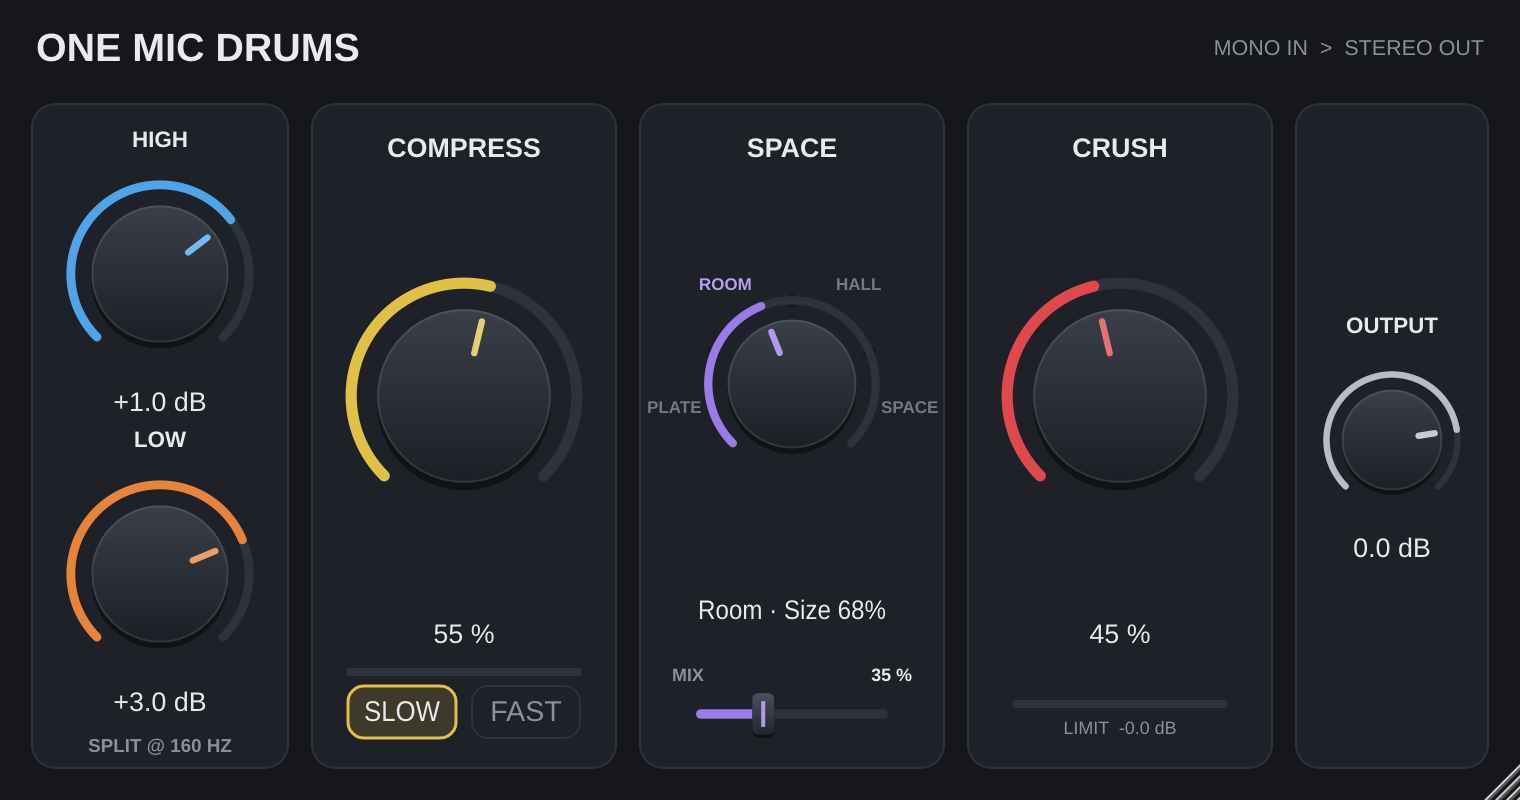 ONE MIC DRUMS
MONO IN > STEREO OUT
HIGH
+1.0 dB
LOW
+3.0 dB
SPLIT @ 160 HZ
COMPRESS
55 %
SLOW
FAST
SPACE
ROOM
HALL
PLATE
SPACE
Room · Size 68%
MIX
35 %
CRUSH
45 %
LIMIT -0.0 dB
OUTPUT
0.0 dB